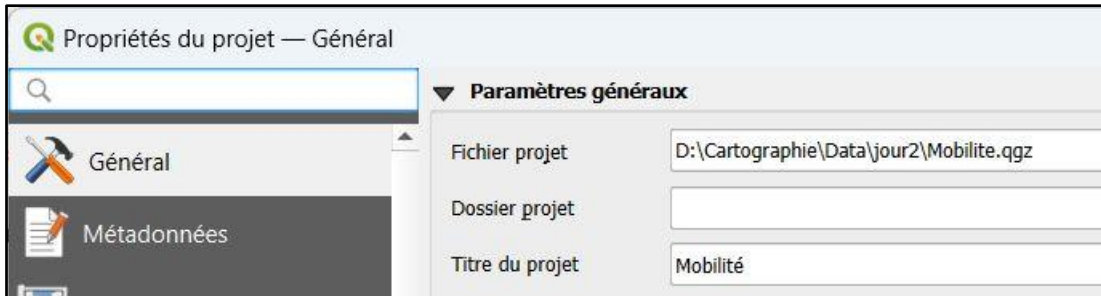 Propriétés du projet — Général
Paramètres généraux
Général
Métadonnées
Fichier projet D:\Cartographie\Data\jour2\Mobilite.qgz
Dossier projet
Titre du projet Mobilité